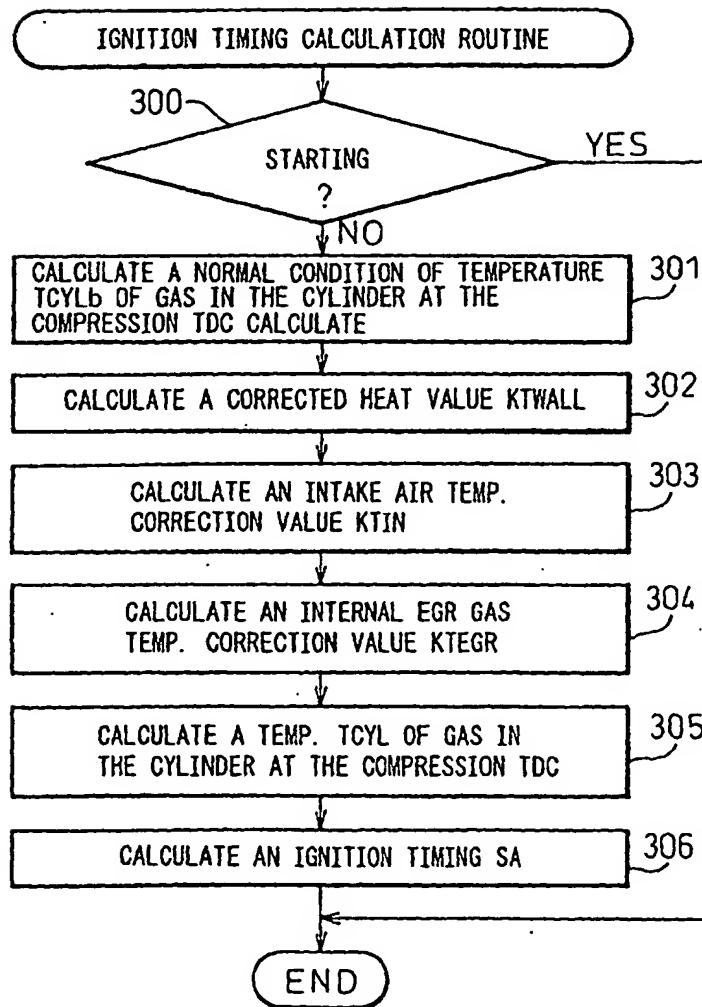 IGNITION TIMING CALCULATION ROUTINE
300
STARTING
?
YES
NO
CALCULATE A NORMAL CONDITION OF TEMPERATURE
TCYLb OF GAS IN THE CYLINDER AT THE
COMPRESSION TDC CALCULATE
301
CALCULATE A CORRECTED HEAT VALUE KTWALL
302
CALCULATE AN INTAKE AIR TEMP.
CORRECTION VALUE KTIN
303
CALCULATE AN INTERNAL EGR GAS
TEMP. CORRECTION VALUE KTEGR
304
CALCULATE A TEMP. TCYL OF GAS IN
THE CYLINDER AT THE COMPRESSION TDC
305
CALCULATE AN IGNITION TIMING SA
306
END